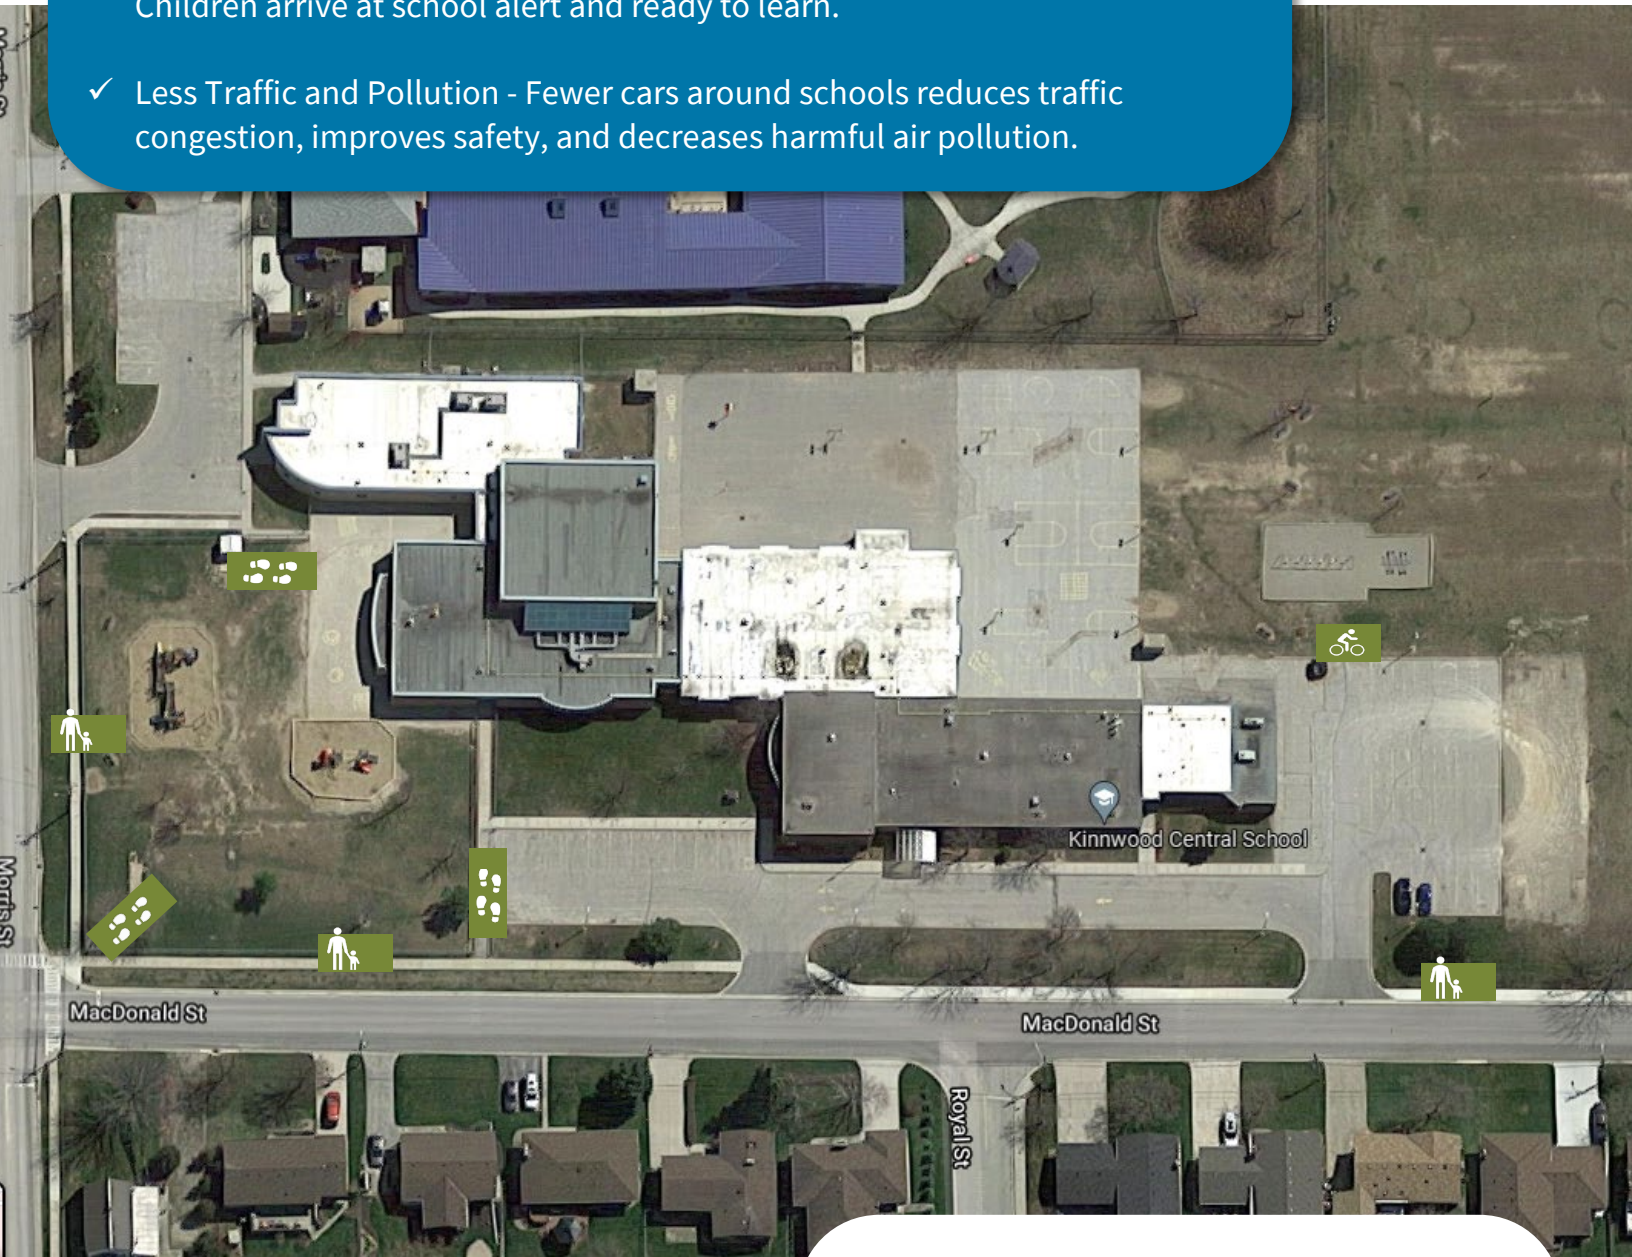 Children arrive at school alert and ready to learn.
✓ Less Traffic and Pollution - Fewer cars around schools reduces traffic
congestion, improves safety, and decreases harmful air pollution.
Kinnwood Central School
Morris St
MacDonald St
MacDonald St
Royal St